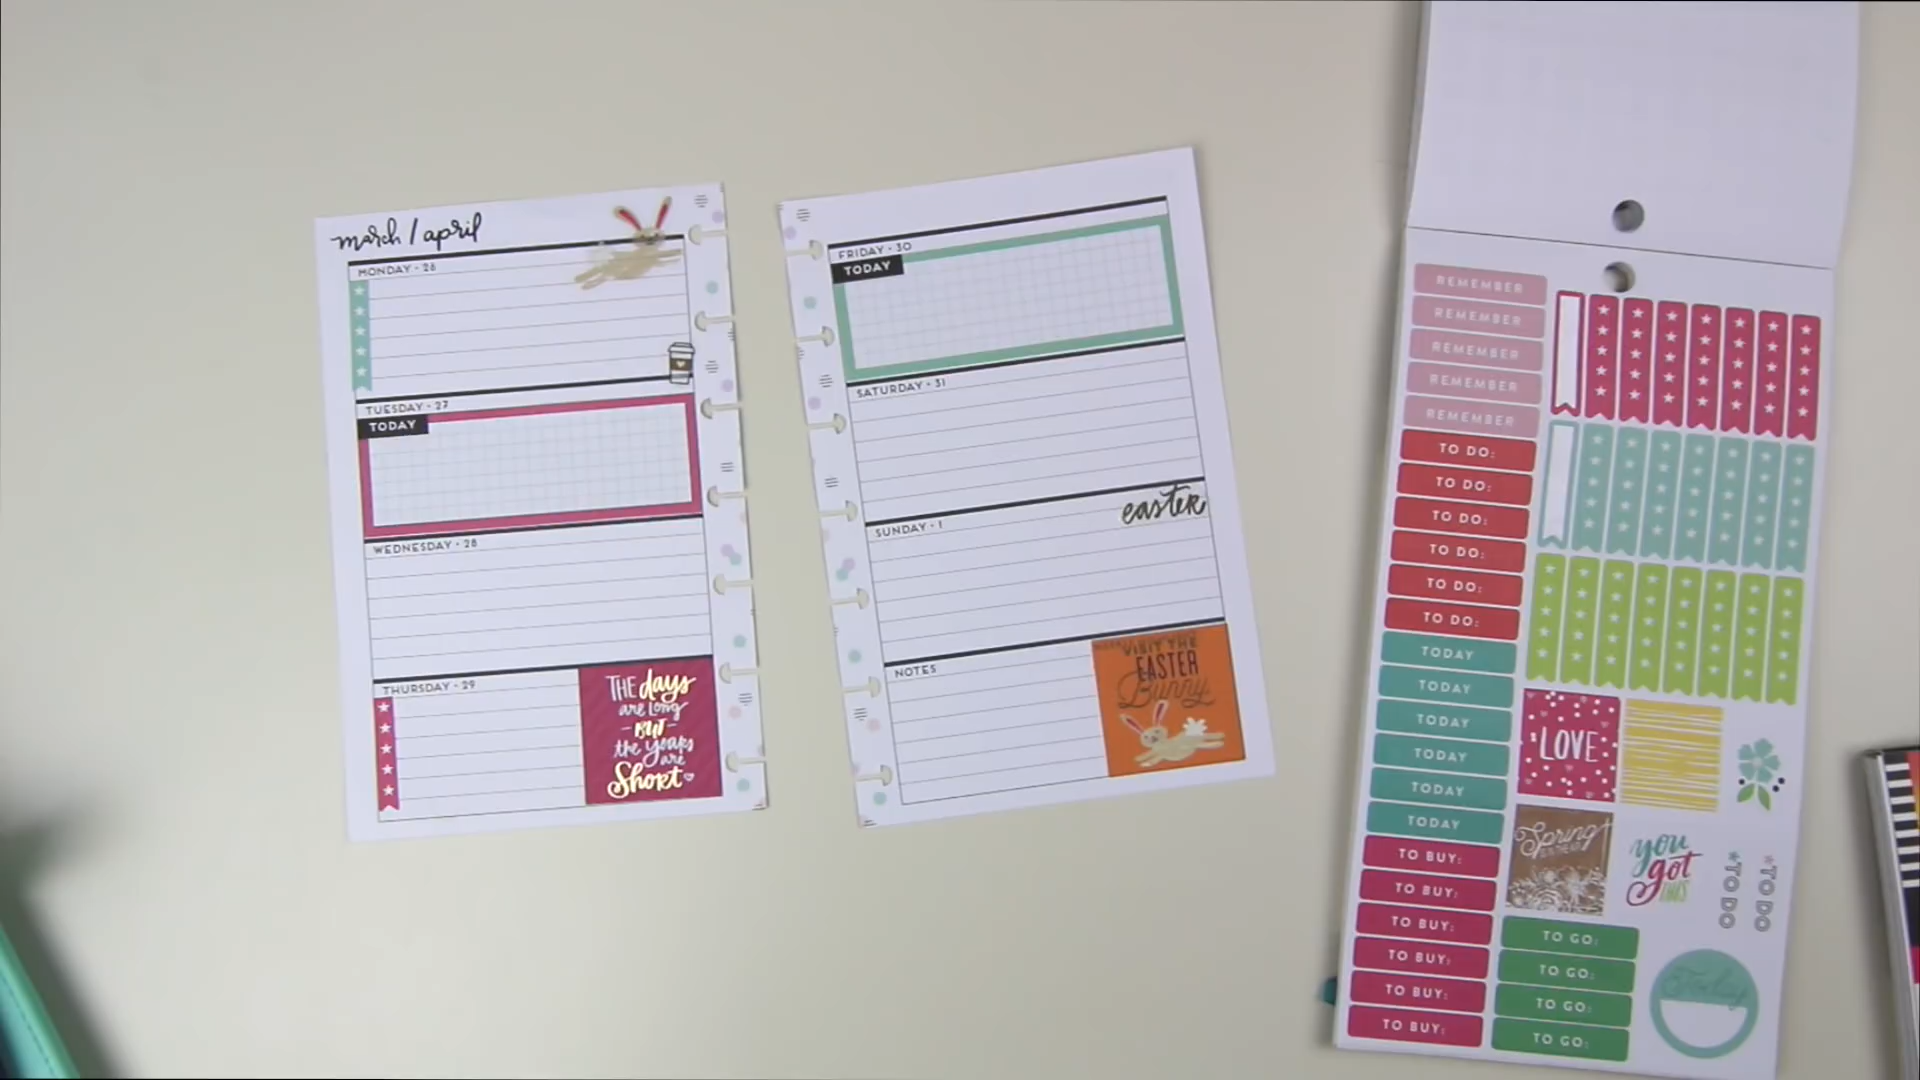 march / april
MONDAY · 26
TUESDAY · 27
TODAY
WEDNESDAY · 28
THURSDAY · 29
THE days
are long
-BUT-
the years
are
Short
FRIDAY · 30
TODAY
SATURDAY · 31
SUNDAY · 1
easter
NOTES
VISIT THE
EASTER
Bunny
REMEMBER
REMEMBER
REMEMBER
REMEMBER
REMEMBER
TO DO:
TO DO:
TO DO:
TO DO:
TO DO:
TO DO:
TODAY
TODAY
TODAY
TODAY
TODAY
TODAY
TO BUY:
TO BUY:
TO BUY:
TO BUY:
TO BUY:
TO BUY:
LOVE
Spring
you
got
THIS
TO DO
TO DO
TO GO:
TO GO:
TO GO:
TO GO:
Today